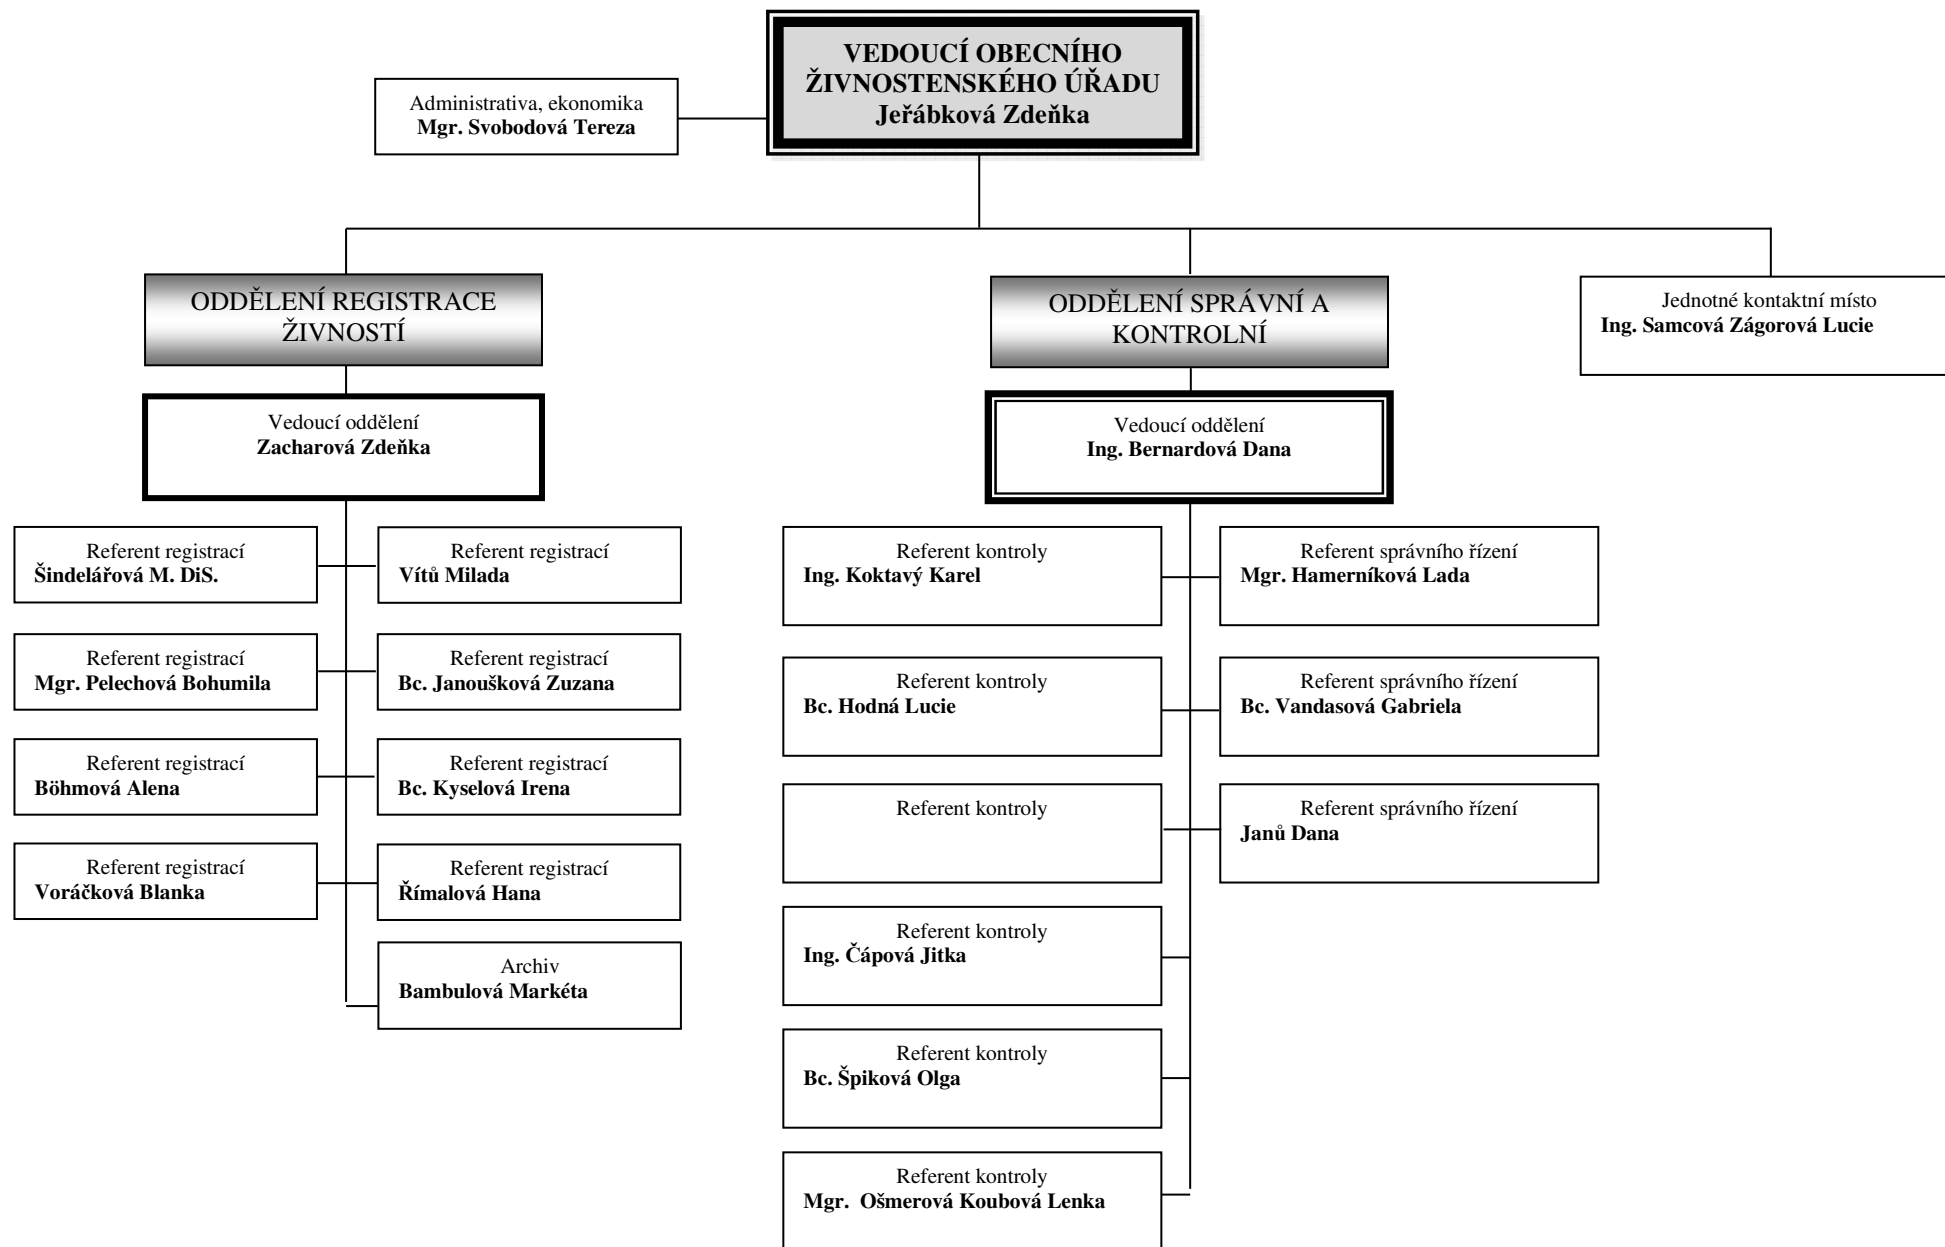 VEDOUCÍ OBECNÍHO
ŽIVNOSTENSKÉHO ÚŘADU
Jeřábková Zdeňka
Administrativa, ekonomika
Mgr. Svobodová Tereza
ODDĚLENÍ REGISTRACE
ŽIVNOSTÍ
ODDĚLENÍ SPRÁVNÍ A
KONTROLNÍ
Jednotné kontaktní místo
Ing. Samcová Zágorová Lucie
Vedoucí oddělení
Zacharová Zdeňka
Vedoucí oddělení
Ing. Bernardová Dana
Referent registrací
Šindelářová M. DiS.
Referent registrací
Vítů Milada
Referent registrací
Mgr. Pelechová Bohumila
Referent registrací
Bc. Janoušková Zuzana
Referent registrací
Böhmová Alena
Referent registrací
Bc. Kyselová Irena
Referent registrací
Voráčková Blanka
Referent registrací
Římalová Hana
Archiv
Bambulová Markéta
Referent kontroly
Ing. Koktavý Karel
Referent správního řízení
Mgr. Hamerníková Lada
Referent kontroly
Bc. Hodná Lucie
Referent správního řízení
Bc. Vandasová Gabriela
Referent kontroly
Referent správního řízení
Janů Dana
Referent kontroly
Ing. Čápová Jitka
Referent kontroly
Bc. Špiková Olga
Referent kontroly
Mgr. Ošmerová Koubová Lenka